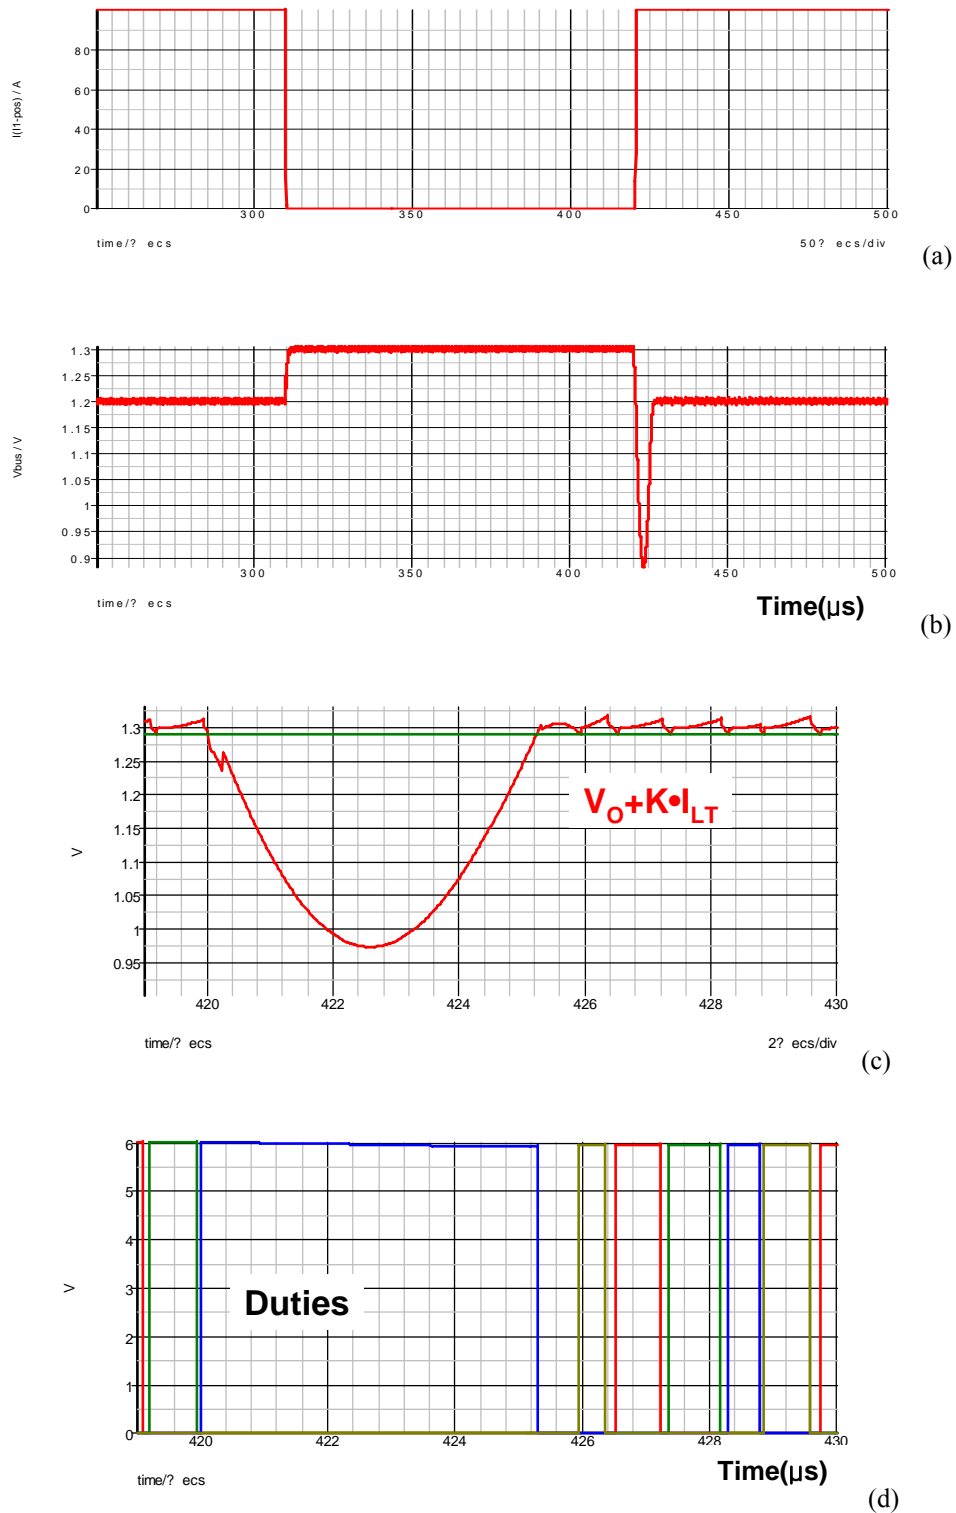 I(I1-pos) / A
80
60
40
20
0
300 350 400 450 500
time/? ecs 50? ecs/div
(a)
Vbus / V
1.3
1.25
1.2
1.15
1.1
1.05
1
0.95
0.9
300 350 400 450 500
time/? ecs
Time(µs)
(b)
V
1.3
1.25
1.2
1.15
1.1
1.05
1
0.95
VO+K•ILT
420 422 424 426 428 430
time/? ecs 2? ecs/div
(c)
V
6
5
4
3
2
1
0
Duties
420 422 424 426 428 430
time/? ecs
Time(µs)
(d)